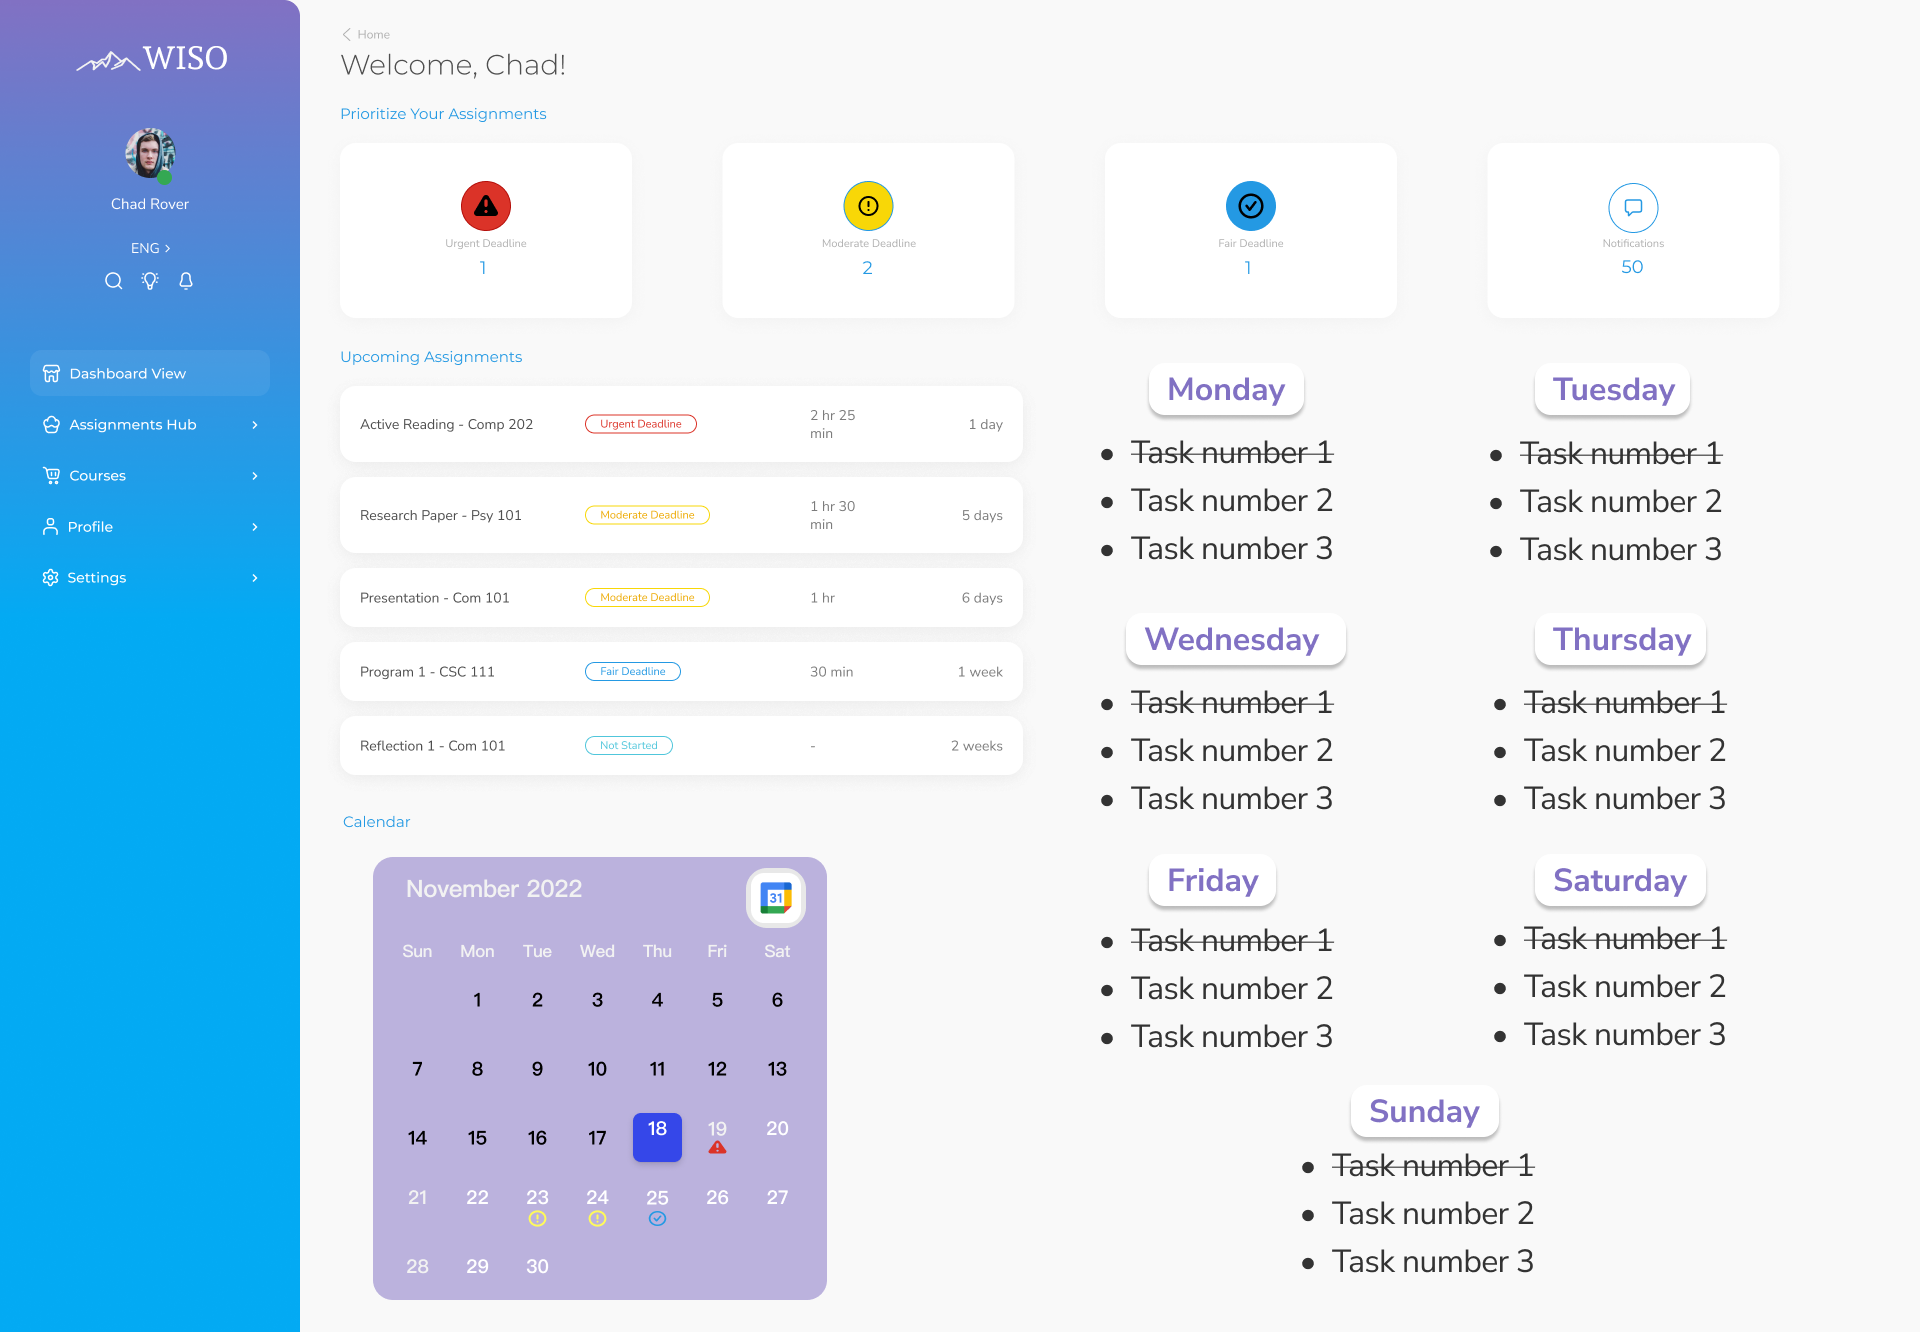 WISO
Chad Rover
ENG
Dashboard View
Assignments Hub
Courses
Profile
Settings
Home
Welcome, Chad!
Prioritize Your Assignments
Urgent Deadline
1
Moderate Deadline
2
Fair Deadline
1
Notifications
50
Upcoming Assignments
Active Reading - Comp 202 Urgent Deadline 2 hr 25 min 1 day
Research Paper - Psy 101 Moderate Deadline 1 hr 30 min 5 days
Presentation - Com 101 Moderate Deadline 1 hr 6 days
Program 1 - CSC 111 Fair Deadline 30 min 1 week
Reflection 1 - Com 101 Not Started - 2 weeks
Calendar
November 2022
31
Sun Mon Tue Wed Thu Fri Sat
1 2 3 4 5 6
7 8 9 10 11 12 13
14 15 16 17 18 19 20
21 22 23 24 25 26 27
28 29 30
Monday
Task number 1
Task number 2
Task number 3
Tuesday
Task number 1
Task number 2
Task number 3
Wednesday
Task number 1
Task number 2
Task number 3
Thursday
Task number 1
Task number 2
Task number 3
Friday
Task number 1
Task number 2
Task number 3
Saturday
Task number 1
Task number 2
Task number 3
Sunday
Task number 1
Task number 2
Task number 3